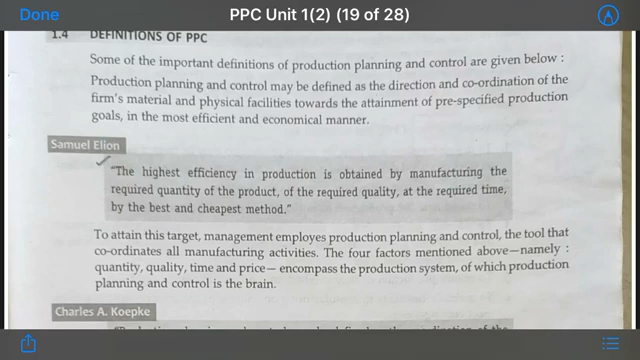 Done
PPC Unit 1(2) (19 of 28)
1.4 DEFINITIONS OF PPC
Some of the important definitions of production planning and control are given below :
Production planning and control may be defined as the direction and co-ordination of the
firm's material and physical facilities towards the attainment of pre-specified production
goals, in the most efficient and economical manner.
Samuel Elion
"The highest efficiency in production is obtained by manufacturing the
required quantity of the product, of the required quality, at the required time,
by the best and cheapest method."
To attain this target, management employes production planning and control, the tool that
co-ordinates all manufacturing activities. The four factors mentioned above—namely :
quantity, quality, time and price— encompass the production system, of which production
planning and control is the brain.
Charles A. Koepke